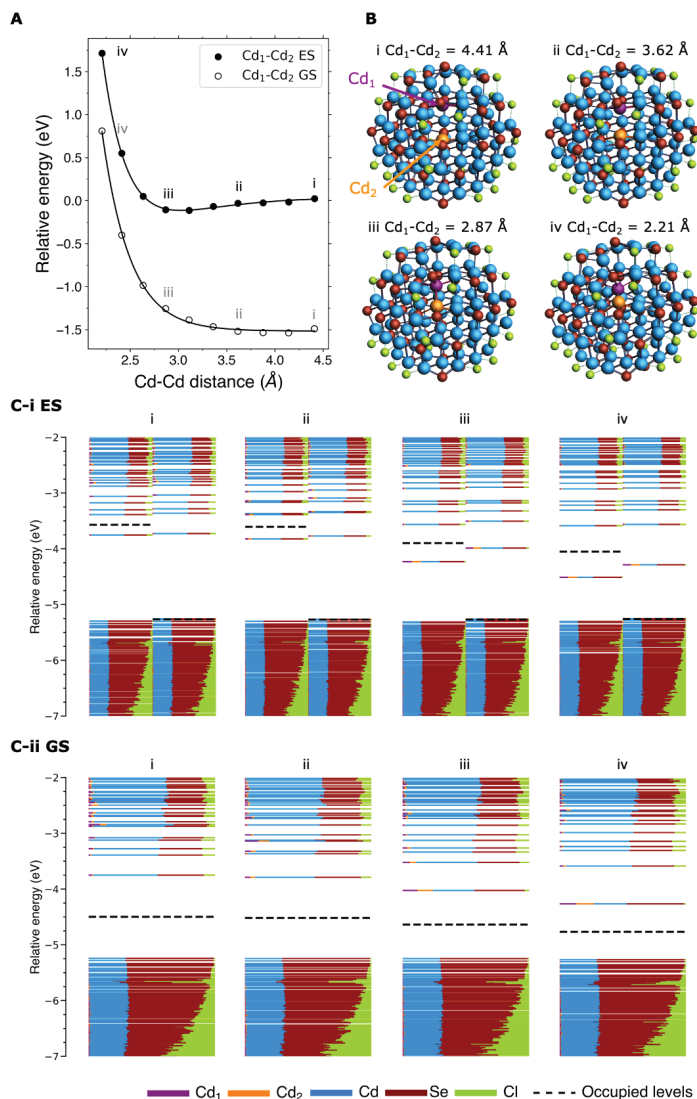 A
B
iv
Cd₁-Cd₂ ES
Cd₁-Cd₂ GS
iv
iii
ii
i
iii
ii
i
1.5
1.0
0.5
0.0
−0.5
−1.0
−1.5
Relative energy (eV)
2.5 3.0 3.5 4.0 4.5
Cd-Cd distance (Å)
i Cd₁-Cd₂ = 4.41 Å
ii Cd₁-Cd₂ = 3.62 Å
Cd₁
Cd₂
iii Cd₁-Cd₂ = 2.87 Å
iv Cd₁-Cd₂ = 2.21 Å
C-i ES
i ii iii iv
−2
−3
−4
−5
−6
−7
Relative energy (eV)
C-ii GS
i ii iii iv
−2
−3
−4
−5
−6
−7
Relative energy (eV)
Cd₁ Cd₂ Cd Se Cl Occupied levels